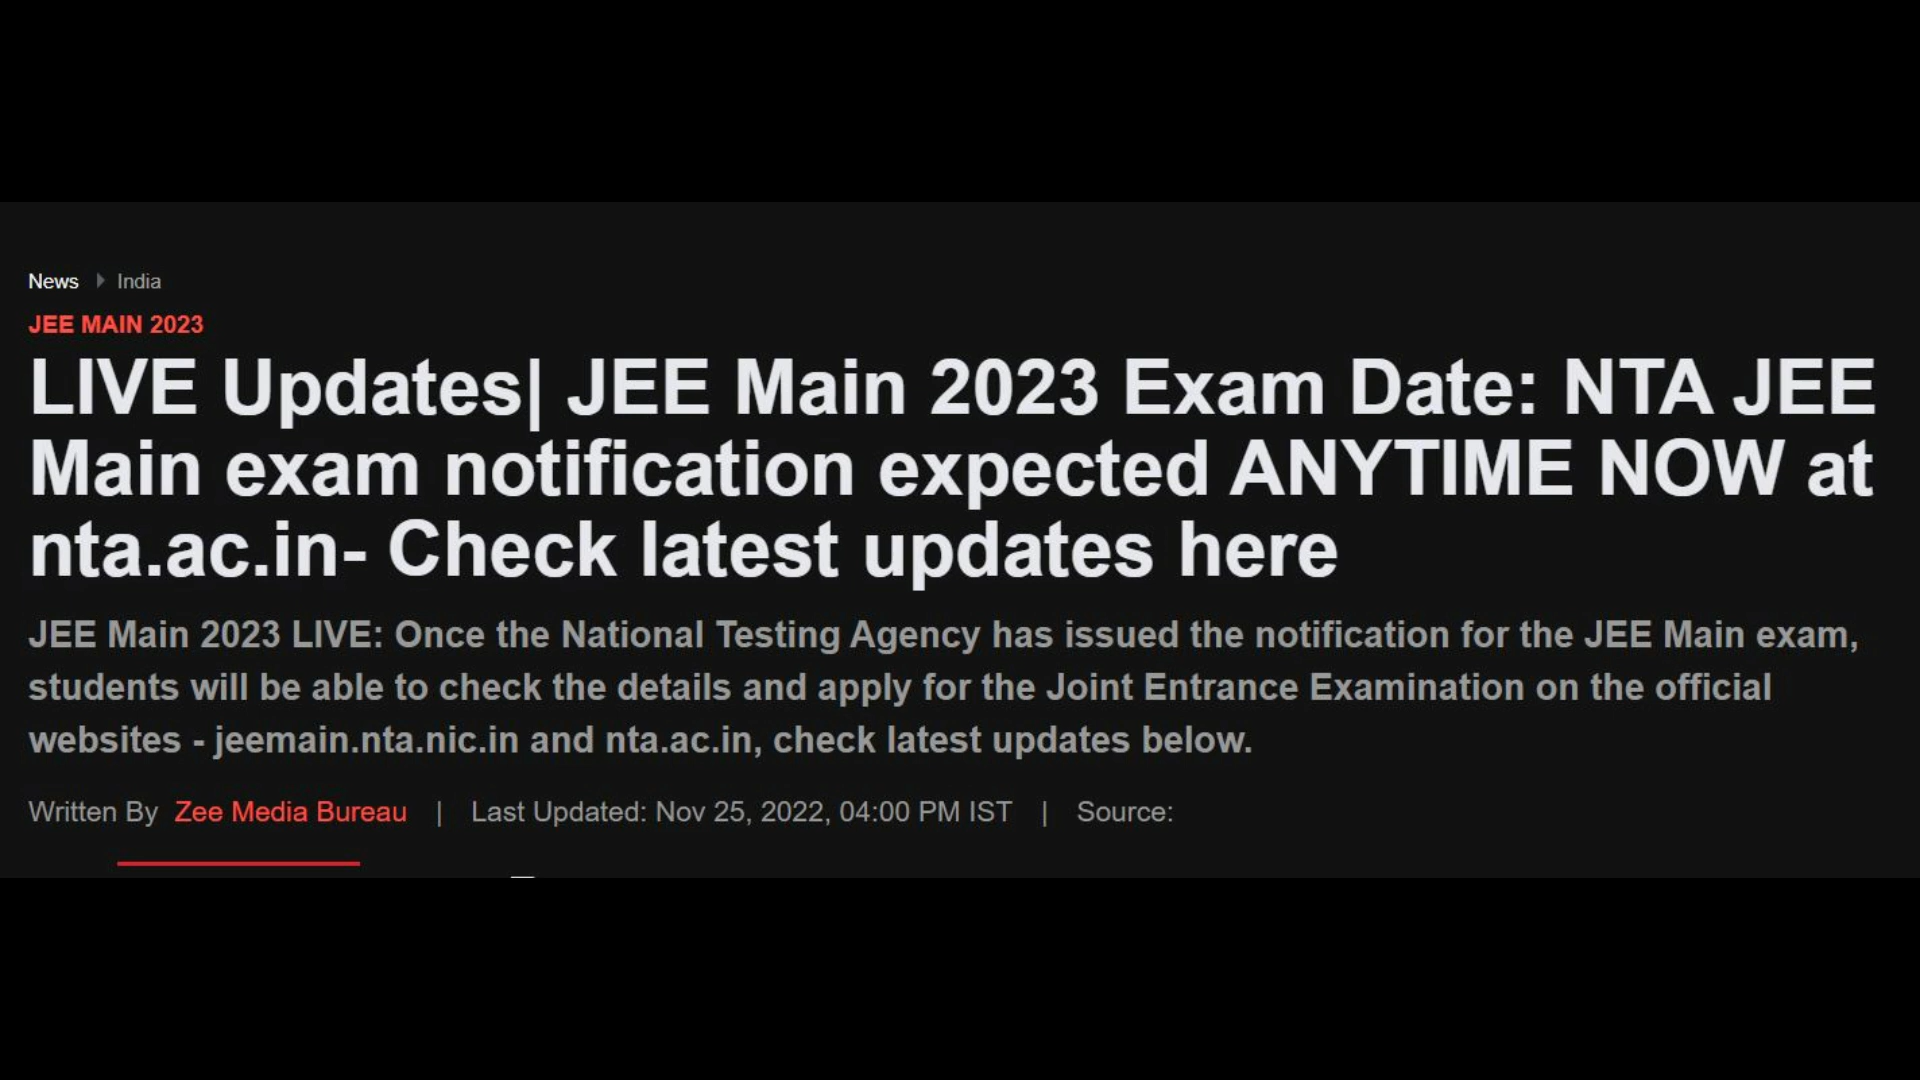 News India
JEE MAIN 2023
LIVE Updates| JEE Main 2023 Exam Date: NTA JEE
Main exam notification expected ANYTIME NOW at
nta.ac.in- Check latest updates here
JEE Main 2023 LIVE: Once the National Testing Agency has issued the notification for the JEE Main exam,
students will be able to check the details and apply for the Joint Entrance Examination on the official
websites - jeemain.nta.nic.in and nta.ac.in, check latest updates below.
Written By Zee Media Bureau | Last Updated: Nov 25, 2022, 04:00 PM IST | Source: